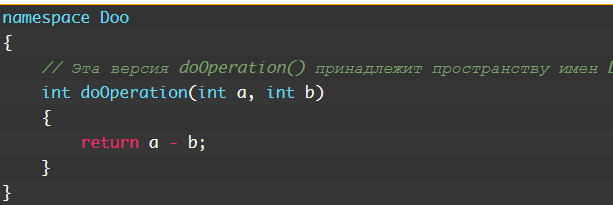 namespace Doo
{
// Эта версия doOperation() принадлежит пространству имен
int doOperation(int a, int b)
{
return a - b;
}
}